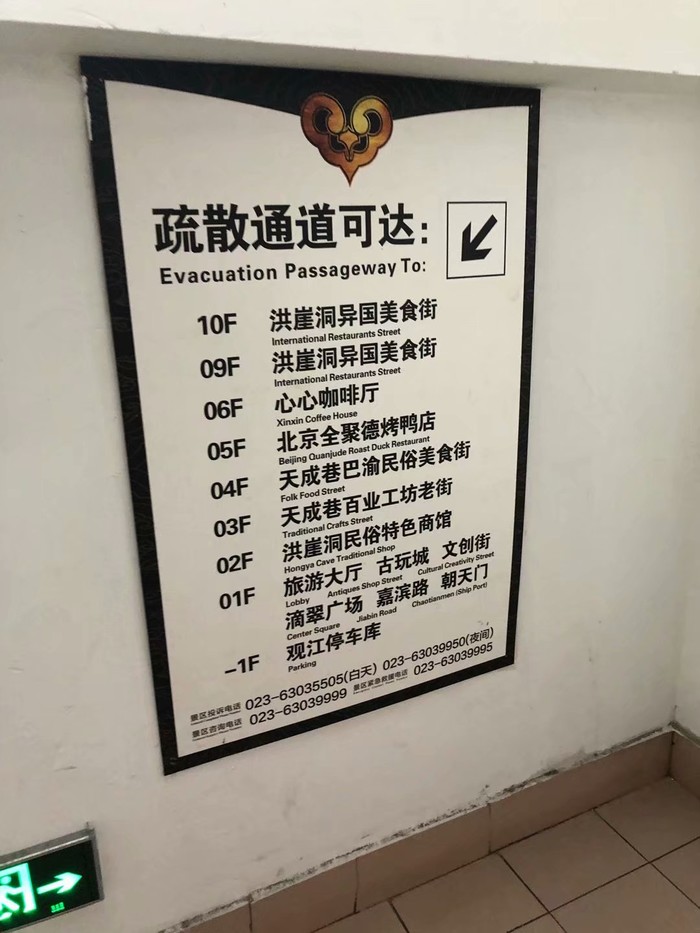 疏散通道可达:
Evacuation Passageway To:
10F 洪崖洞异国美食街
International Restaurants Street
09F 洪崖洞异国美食街
International Restaurants Street
06F 心心咖啡厅
Xinxin Coffee House
05F 北京全聚德烤鸭店
Beijing Quanjude Roast Duck Restaurant
04F 天成巷巴渝民俗美食街
Folk Food Street
03F 天成巷百业工坊老街
Traditional Crafts Street
02F 洪崖洞民俗特色商馆
Hongya Cave Traditional Shop
01F 旅游大厅 古玩城 文创街
Lobby Antiques Shop Street Cultural Creativity Street
滴翠广场 嘉滨路 朝天门
Center Square Jiabin Road Chaotianmen (Ship Port)
-1F 观江停车库
Parking
景区投诉电话 023-63035505(白天) 023-63039950(夜间)
景区咨询电话 023-63039999 景区紧急救援电话 023-63039995